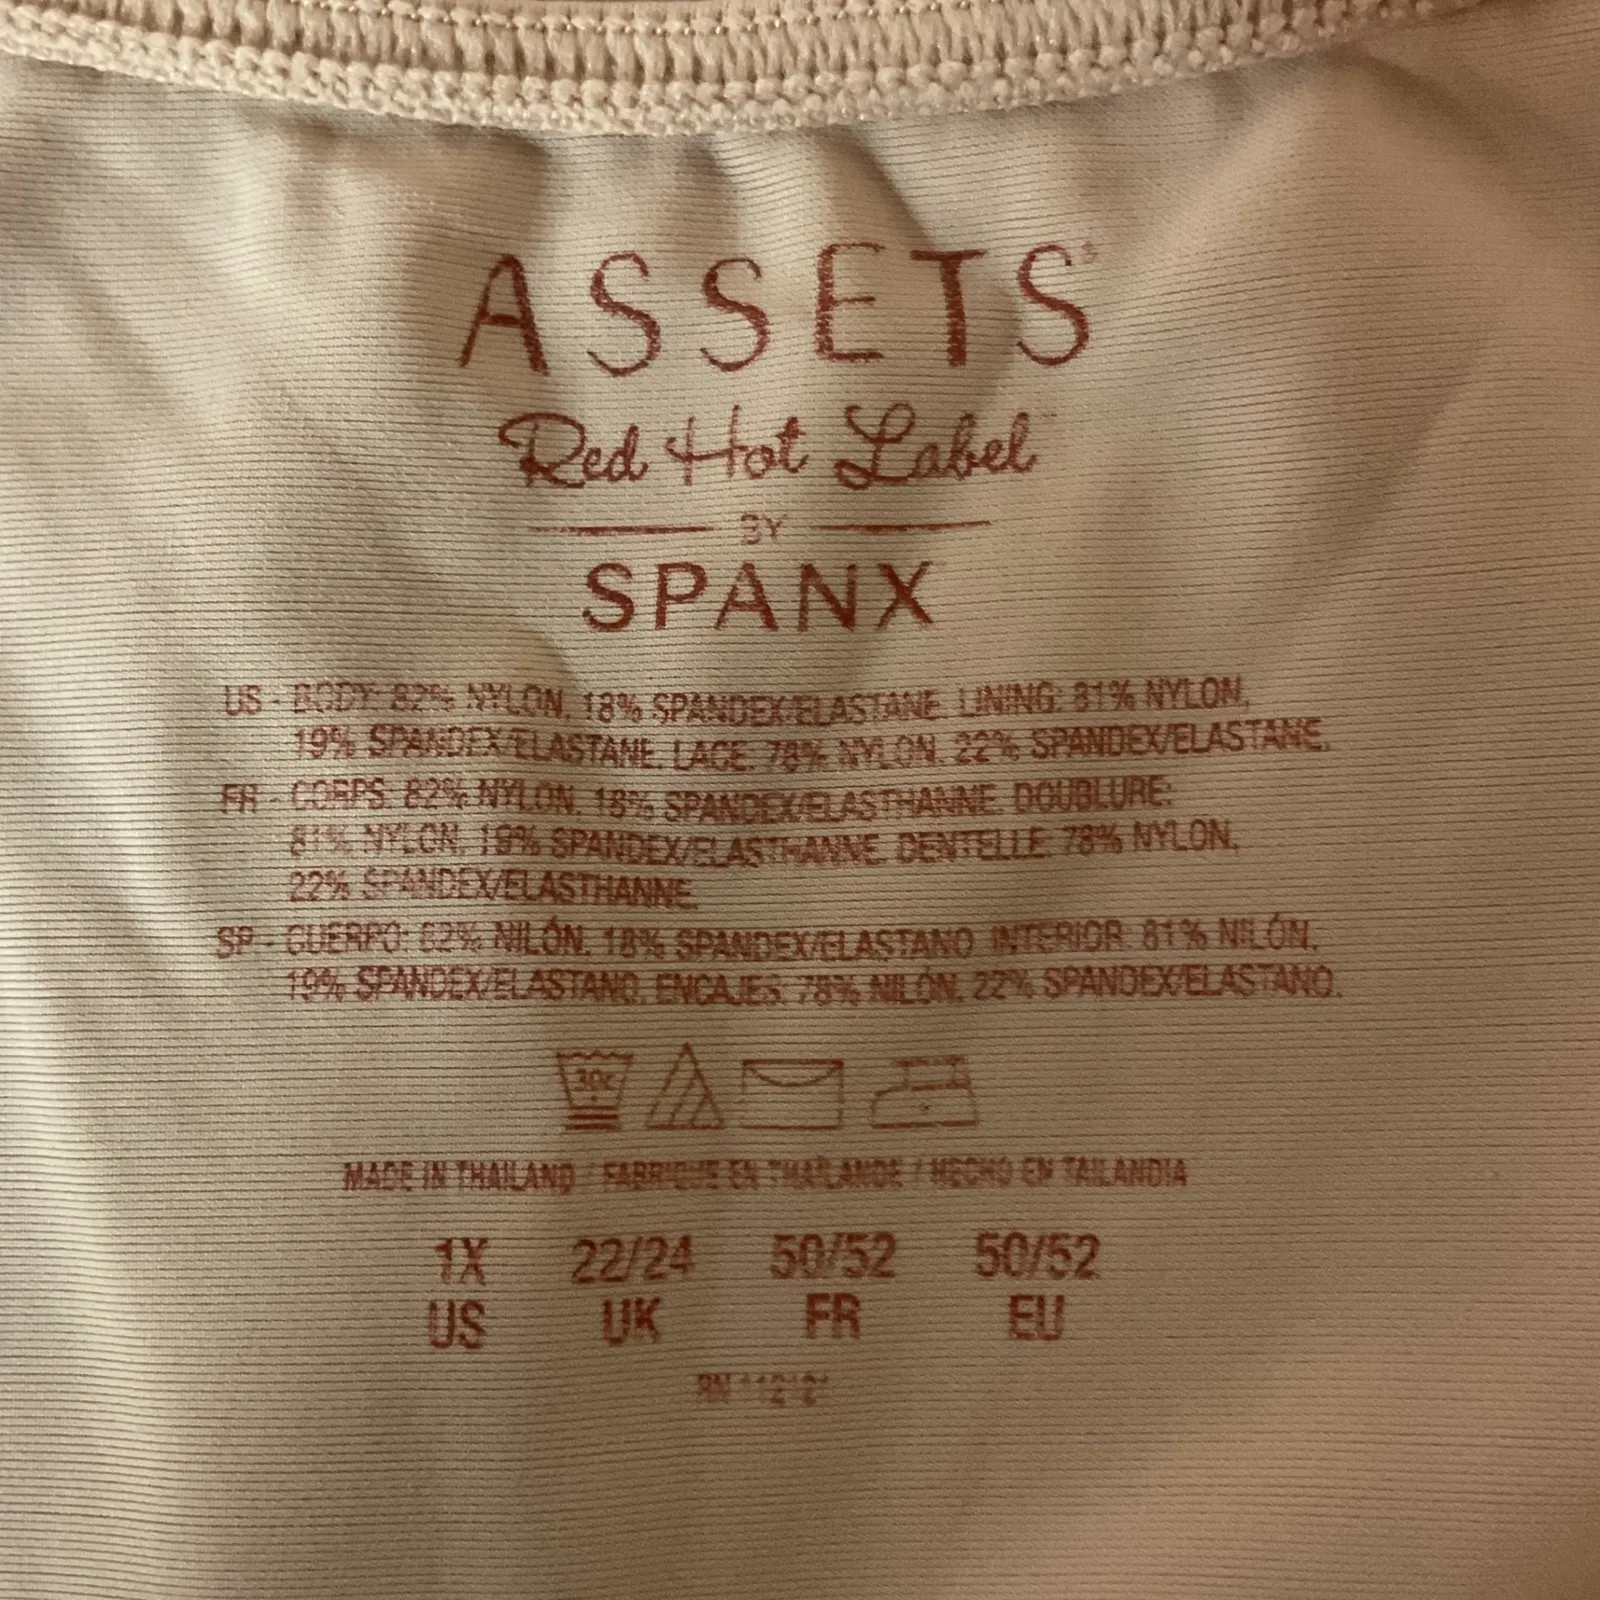 ASSETS®
Red Hot Label
BY
SPANX
US - BODY: 82% NYLON, 18% SPANDEX/ELASTANE. LINING: 81% NYLON,
19% SPANDEX/ELASTANE. LACE: 78% NYLON, 22% SPANDEX/ELASTANE.
FR - CORPS: 82% NYLON, 18% SPANDEX/ELASTHANNE. DOUBLURE:
81% NYLON, 19% SPANDEX/ELASTHANNE. DENTELLE: 78% NYLON,
22% SPANDEX/ELASTHANNE.
SP - CUERPO: 82% NILÓN, 18% SPANDEX/ELASTANO. INTERIOR: 81% NILÓN,
19% SPANDEX/ELASTANO. ENCAJES: 78% NILÓN, 22% SPANDEX/ELASTANO.
30c
MADE IN THAILAND / FABRIQUE EN THAÏLANDE / HECHO EN TAILANDIA
1X 22/24 50/52 50/52
US UK FR EU
RN